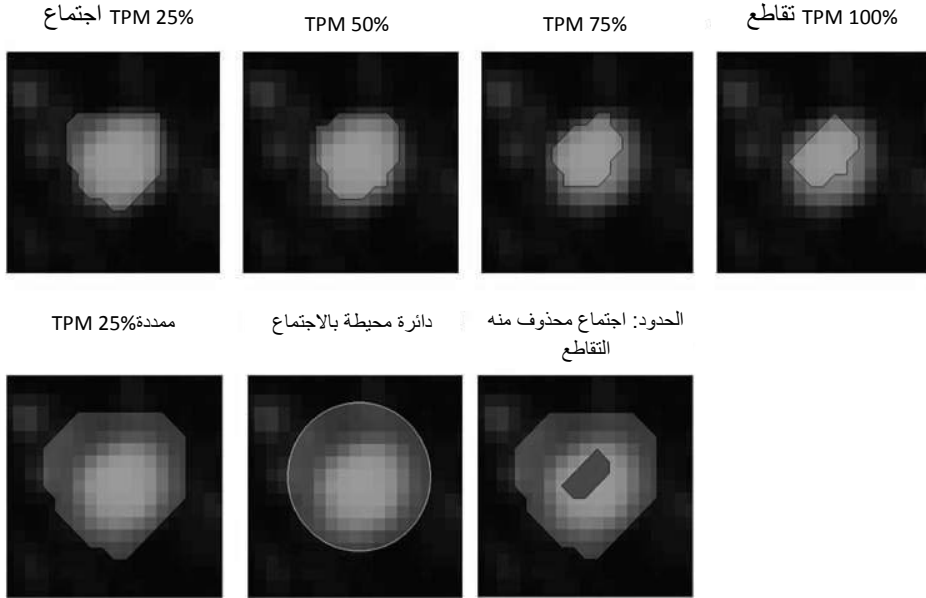 TPM 25% اجتماع
TPM 50%
TPM 75%
TPM 100% تقاطع
TPM 25%ممددة
دائرة محيطة بالاجتماع
الحدود: اجتماع محذوف منه
التقاطع